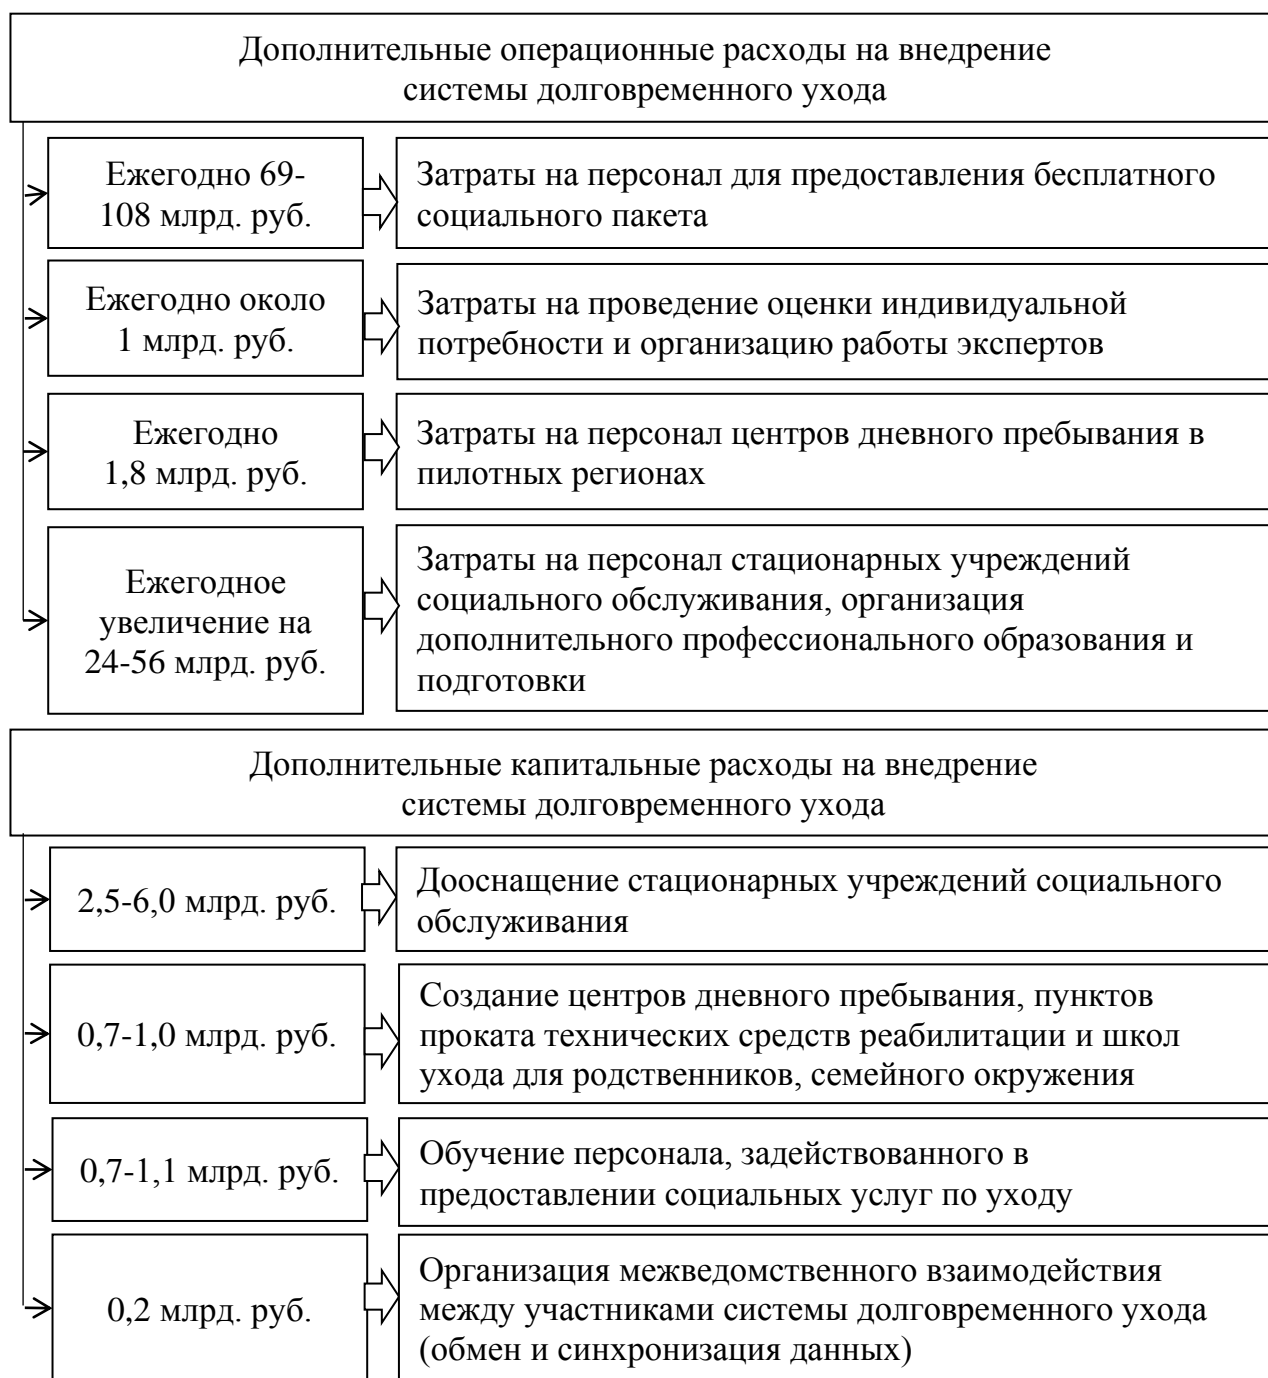 Дополнительные операционные расходы на внедрение
системы долговременного ухода
Ежегодно 69-
108 млрд. руб.
Затраты на персонал для предоставления бесплатного
социального пакета
Ежегодно около
1 млрд. руб.
Затраты на проведение оценки индивидуальной
потребности и организацию работы экспертов
Ежегодно
1,8 млрд. руб.
Затраты на персонал центров дневного пребывания в
пилотных регионах
Ежегодное
увеличение на
24-56 млрд. руб.
Затраты на персонал стационарных учреждений
социального обслуживания, организация
дополнительного профессионального образования и
подготовки
Дополнительные капитальные расходы на внедрение
системы долговременного ухода
2,5-6,0 млрд. руб.
Дооснащение стационарных учреждений социального
обслуживания
0,7-1,0 млрд. руб.
Создание центров дневного пребывания, пунктов
проката технических средств реабилитации и школ
ухода для родственников, семейного окружения
0,7-1,1 млрд. руб.
Обучение персонала, задействованного в
предоставлении социальных услуг по уходу
0,2 млрд. руб.
Организация межведомственного взаимодействия
между участниками системы долговременного ухода
(обмен и синхронизация данных)